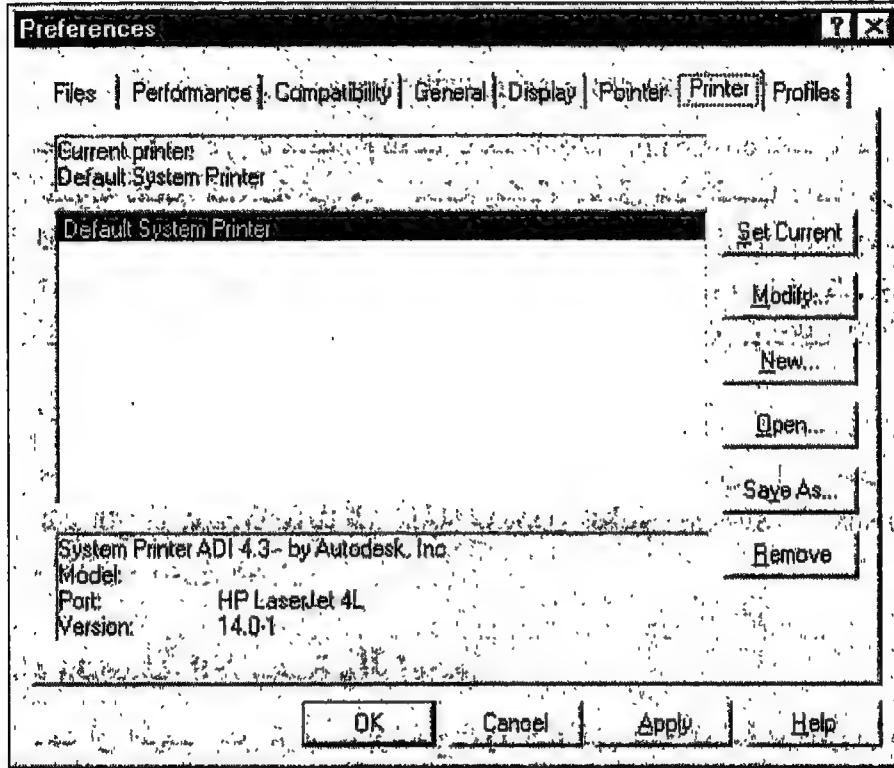 Preferences
? X
Files Performance Compatibility General Display Pointer Printer Profiles
Current printer:
Default System Printer
Default System Printer
Set Current
Modify...
New...
Open...
Save As...
Remove
System Printer ADI 4.3 - by Autodesk, Inc
Model:
Port: HP LaserJet 4L
Version: 14.0-1
OK Cancel Apply Help